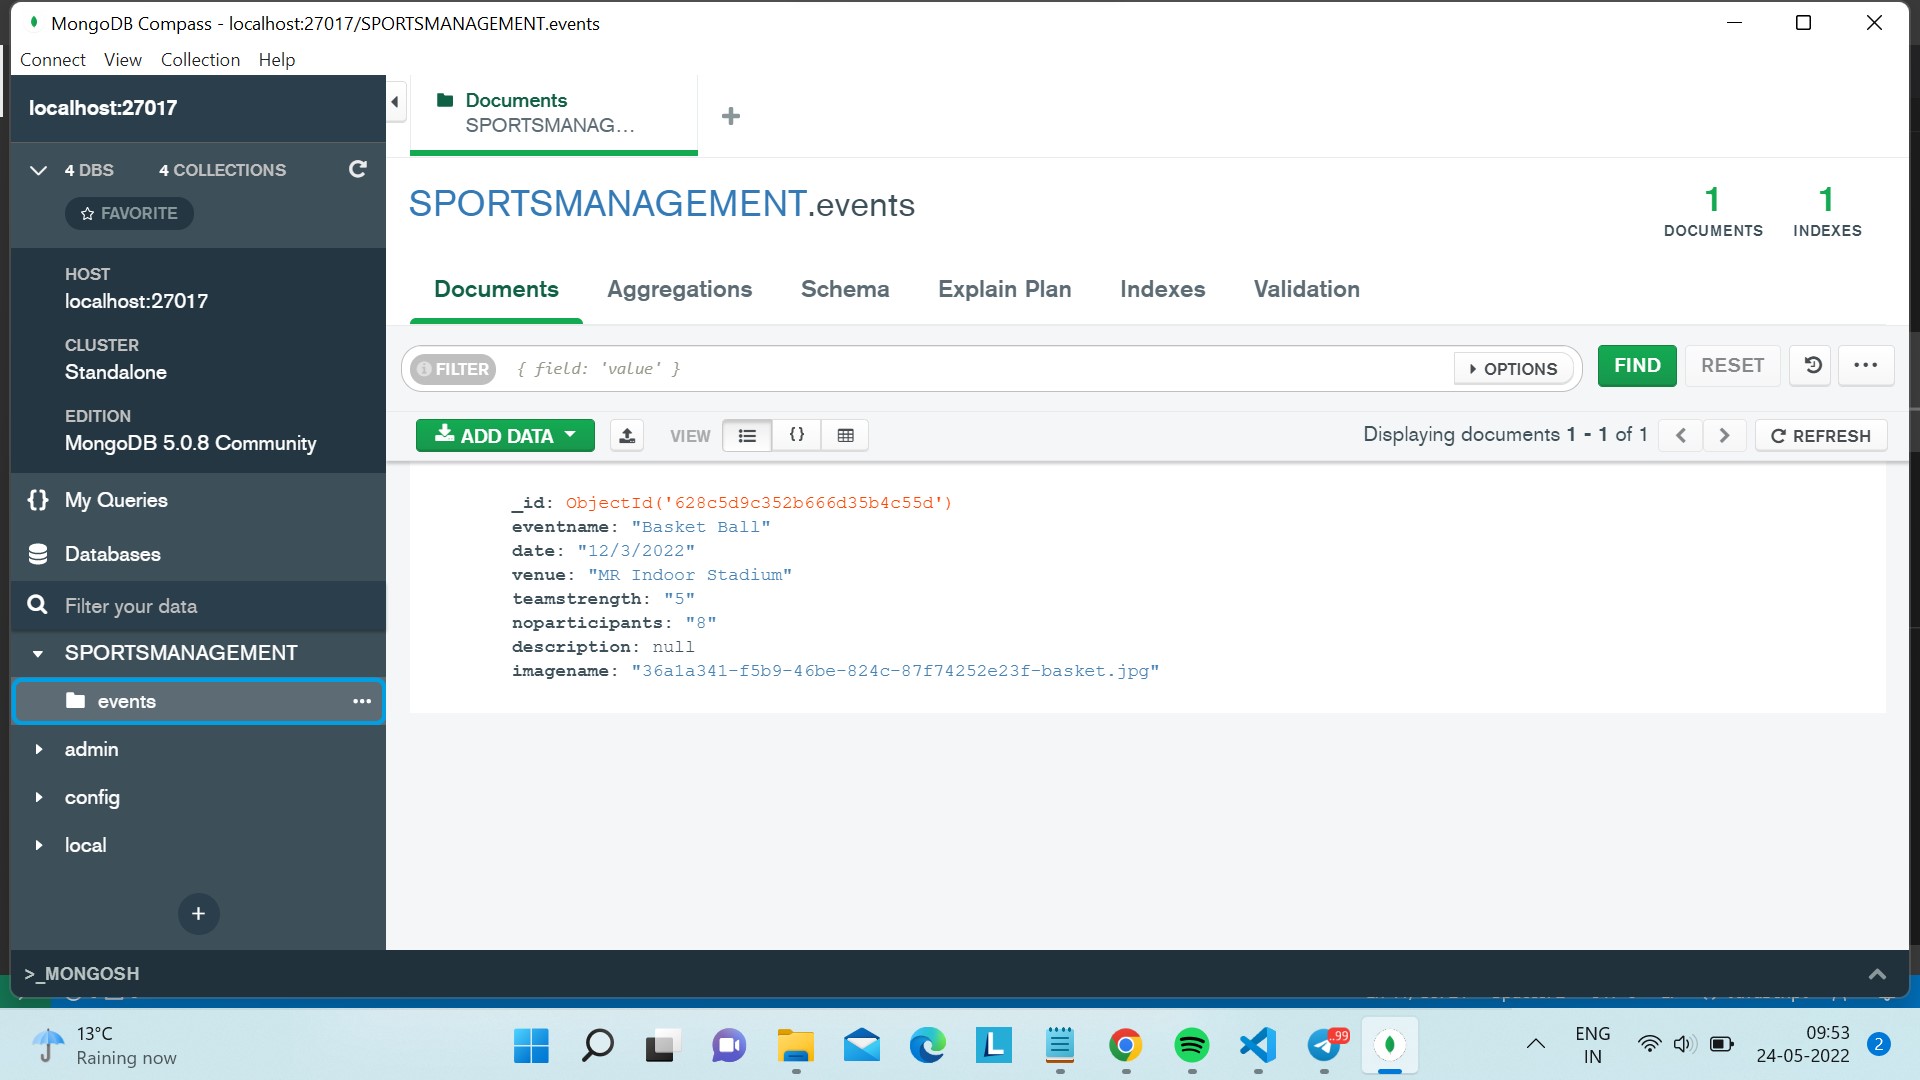 MongoDB Compass - localhost:27017/SPORTSMANAGEMENT.events
Connect View Collection Help
localhost:27017
4 DBS 4 COLLECTIONS
FAVORITE
HOST
localhost:27017
CLUSTER
Standalone
EDITION
MongoDB 5.0.8 Community
{} My Queries
Databases
Filter your data
SPORTSMANAGEMENT
events
admin
config
local
+
Documents
SPORTSMANAG...
SPORTSMANAGEMENT.events
1 DOCUMENTS
1 INDEXES
Documents Aggregations Schema Explain Plan Indexes Validation
FILTER { field: 'value' } OPTIONS FIND RESET
ADD DATA VIEW {} Displaying documents 1 - 1 of 1 REFRESH
_id: ObjectId('628c5d9c352b666d35b4c55d')
eventname: "Basket Ball"
date: "12/3/2022"
venue: "MR Indoor Stadium"
teamstrength: "5"
noparticipants: "8"
description: null
imagename: "36a1a341-f5b9-46be-824c-87f74252e23f-basket.jpg"
>_MONGOSH
13°C
Raining now
L
..99
ENG
IN
09:53
24-05-2022
2